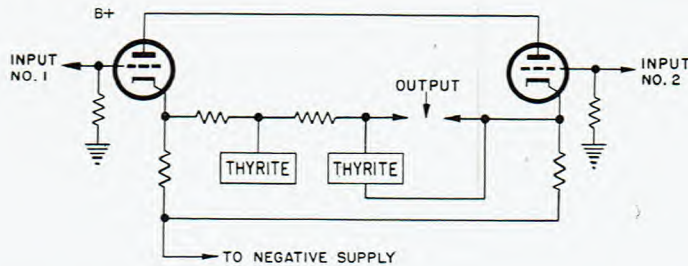 B+
INPUT
NO. 1
INPUT
NO. 2
OUTPUT
THYRITE
THYRITE
TO NEGATIVE SUPPLY